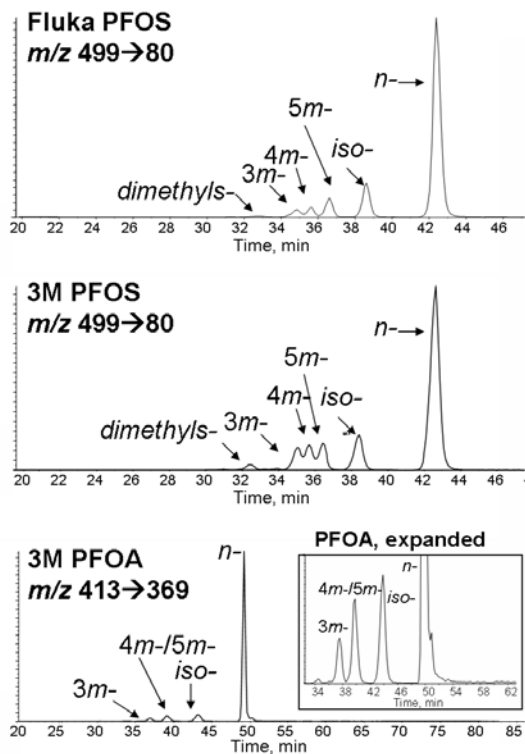 Fluka PFOS
m/z 499→80
n-
5m-
4m-
iso-
3m-
dimethyls-
20 22 24 26 28 30 32 34 36 38 40 42 44 46
Time, min
3M PFOS
m/z 499→80
n-
5m-
4m-
iso-
3m-
dimethyls-
20 22 24 26 28 30 32 34 36 38 40 42 44 46 48
Time, min
3M PFOA
m/z 413→369
n-
4m-/5m-
iso-
3m-
20 25 30 35 40 45 50 55 60 65 70 75 80 85
Time, min
PFOA, expanded
n-
4m-/5m-
iso-
3m-
34 38 42 46 50 54 58 62
Time, min